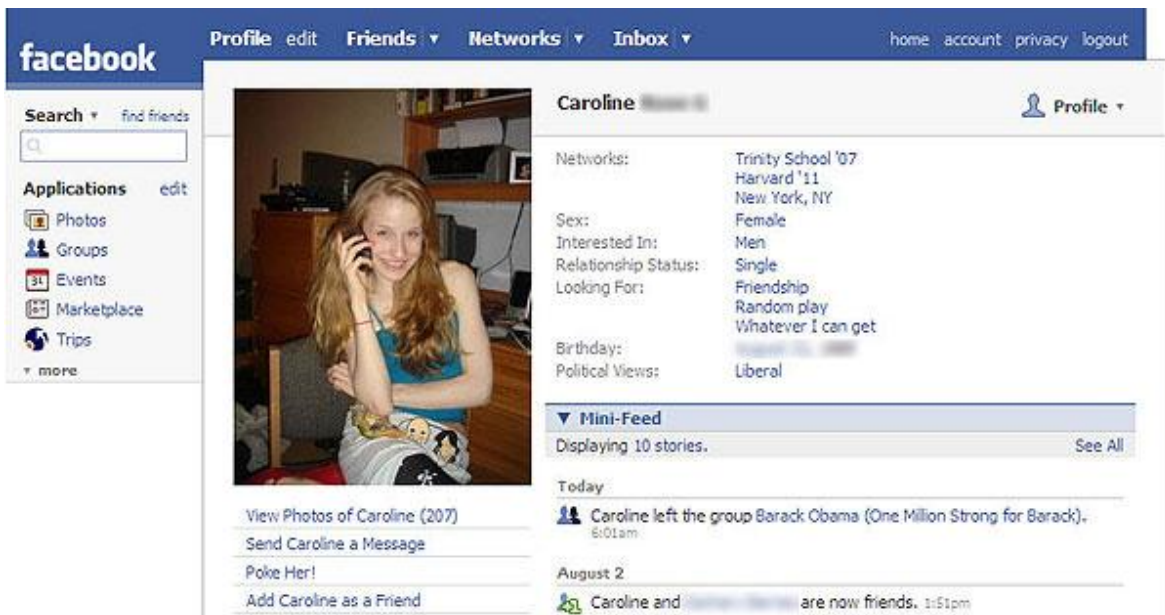 facebook
Profile edit Friends Networks Inbox home account privacy logout
Search find friends
Applications edit
Photos
Groups
Events
Marketplace
Trips
more
Caroline
Profile
Networks: Trinity School '07
Harvard '11
New York, NY
Sex: Female
Interested In: Men
Relationship Status: Single
Looking For: Friendship
Random play
Whatever I can get
Birthday:
Political Views: Liberal
Mini-Feed
Displaying 10 stories. See All
Today
Caroline left the group Barack Obama (One Million Strong for Barack).
6:01am
August 2
Caroline and are now friends. 1:51pm
View Photos of Caroline (207)
Send Caroline a Message
Poke Her!
Add Caroline as a Friend